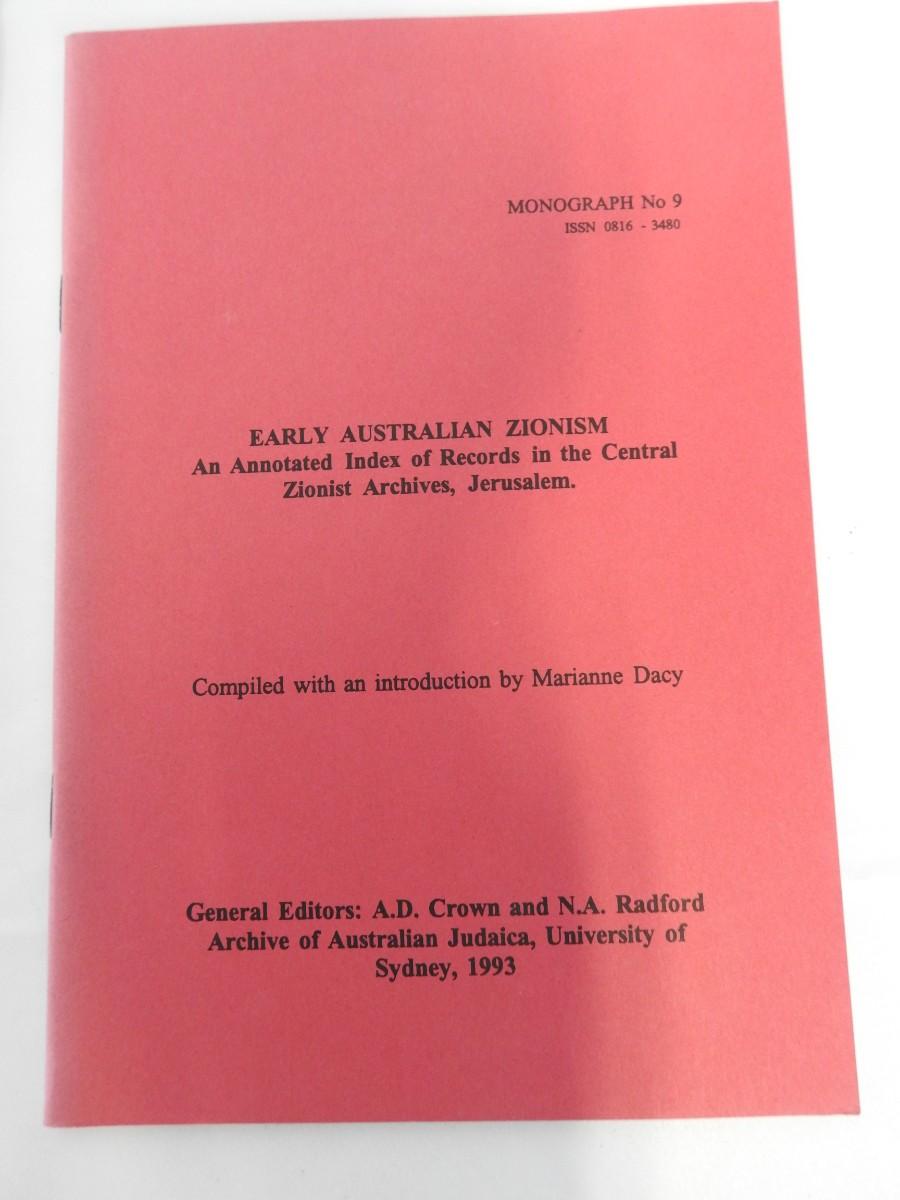 MONOGRAPH No 9
ISSN 0816 - 3480
EARLY AUSTRALIAN ZIONISM
An Annotated Index of Records in the Central
Zionist Archives, Jerusalem.
Compiled with an introduction by Marianne Dacy
General Editors: A.D. Crown and N.A. Radford
Archive of Australian Judaica, University of
Sydney, 1993